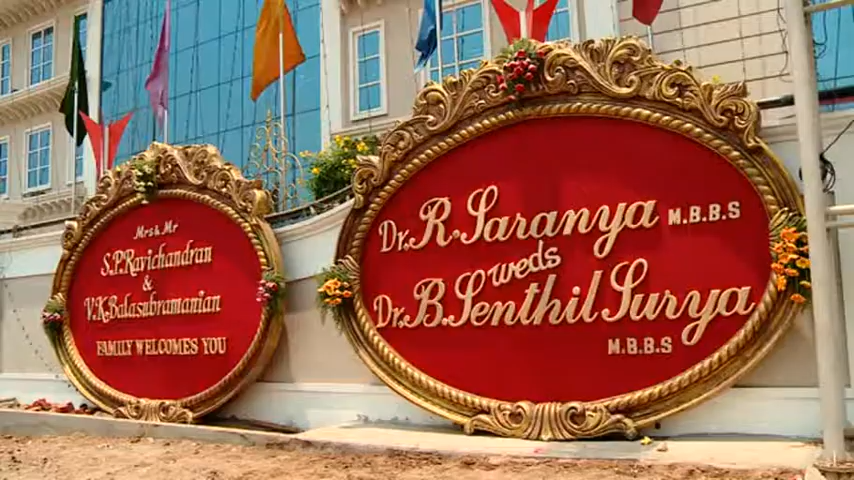 Mrs & Mr
S.P.Ravichandran
&
V.K.Balasubramanian
FAMILY WELCOMES YOU
Dr. R. Saranya M.B.B.S
weds
Dr. B. Senthil Surya
M.B.B.S